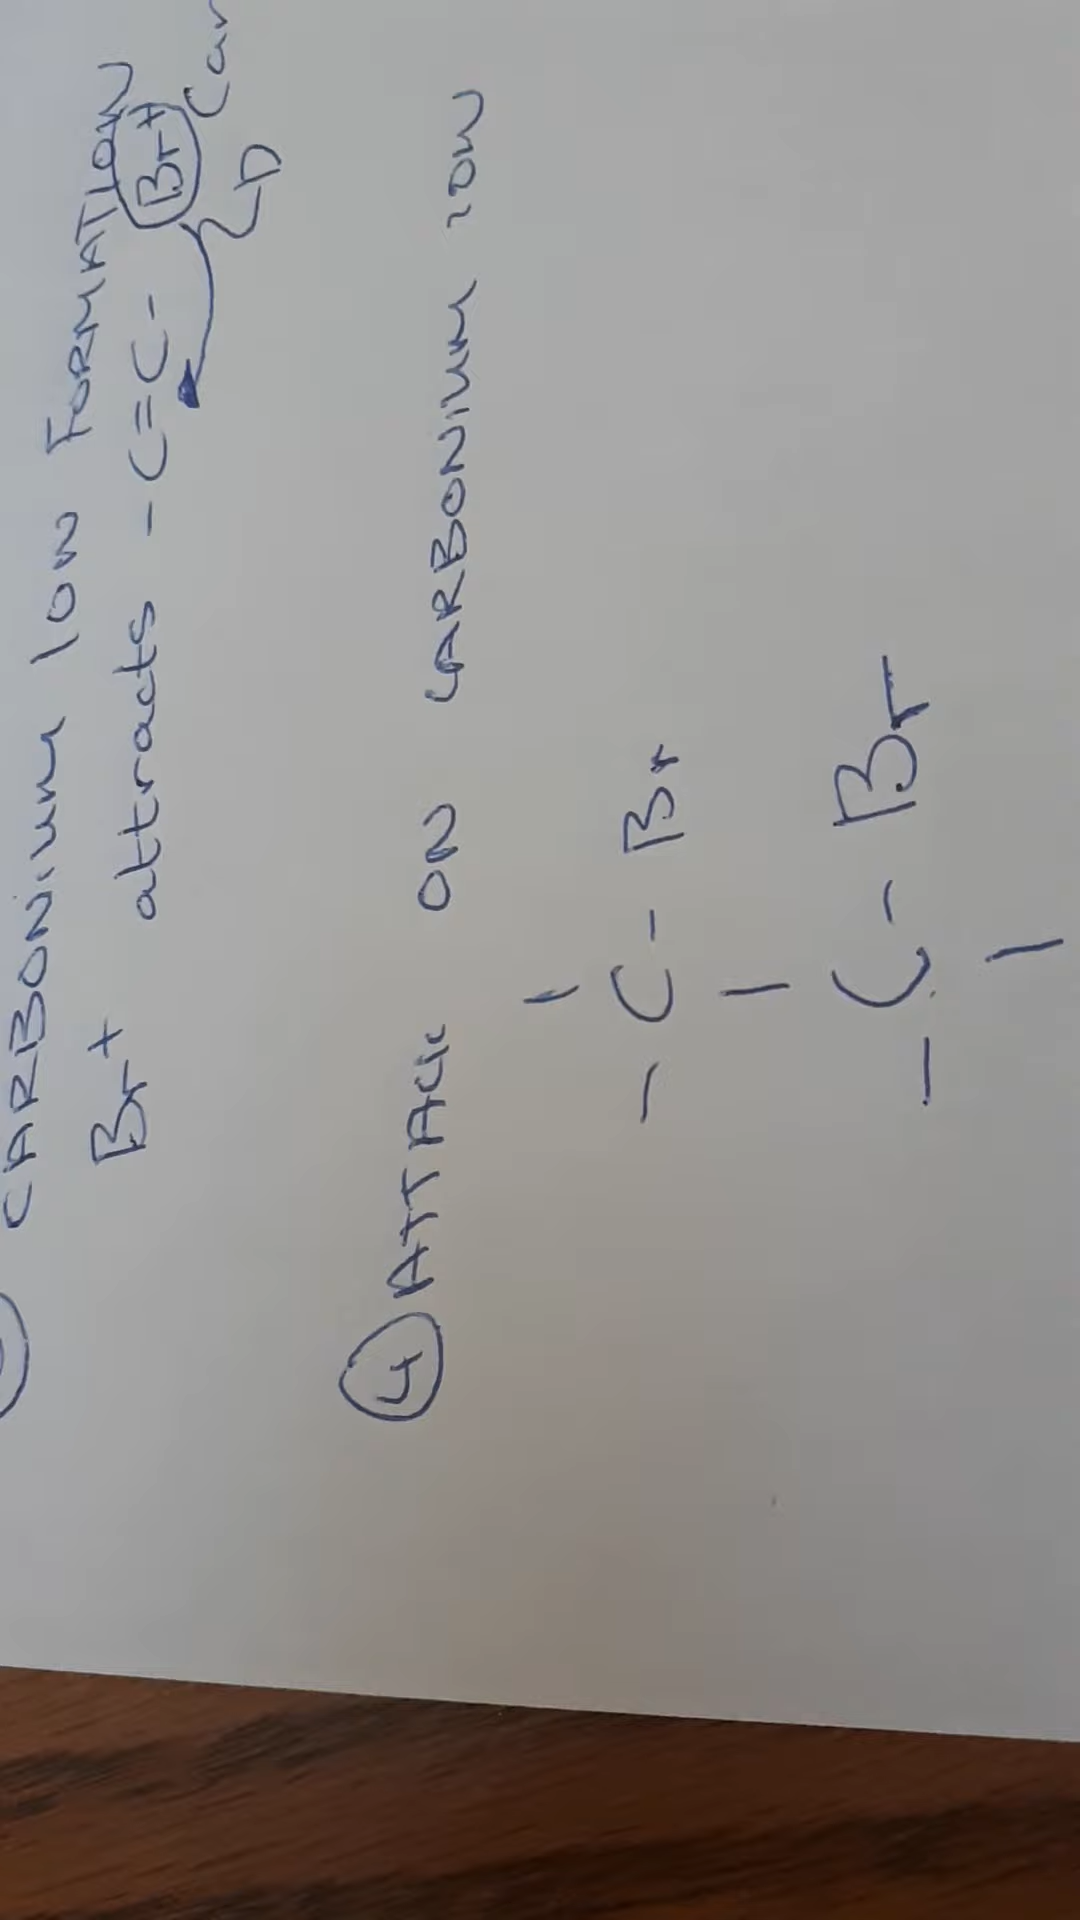 CARBONIUM ION FORMATION
Br+ attracts -C=C- Br+
④ ATTACK ON CARBONIUM ION
|
- C - Br
|
- C - Br
|